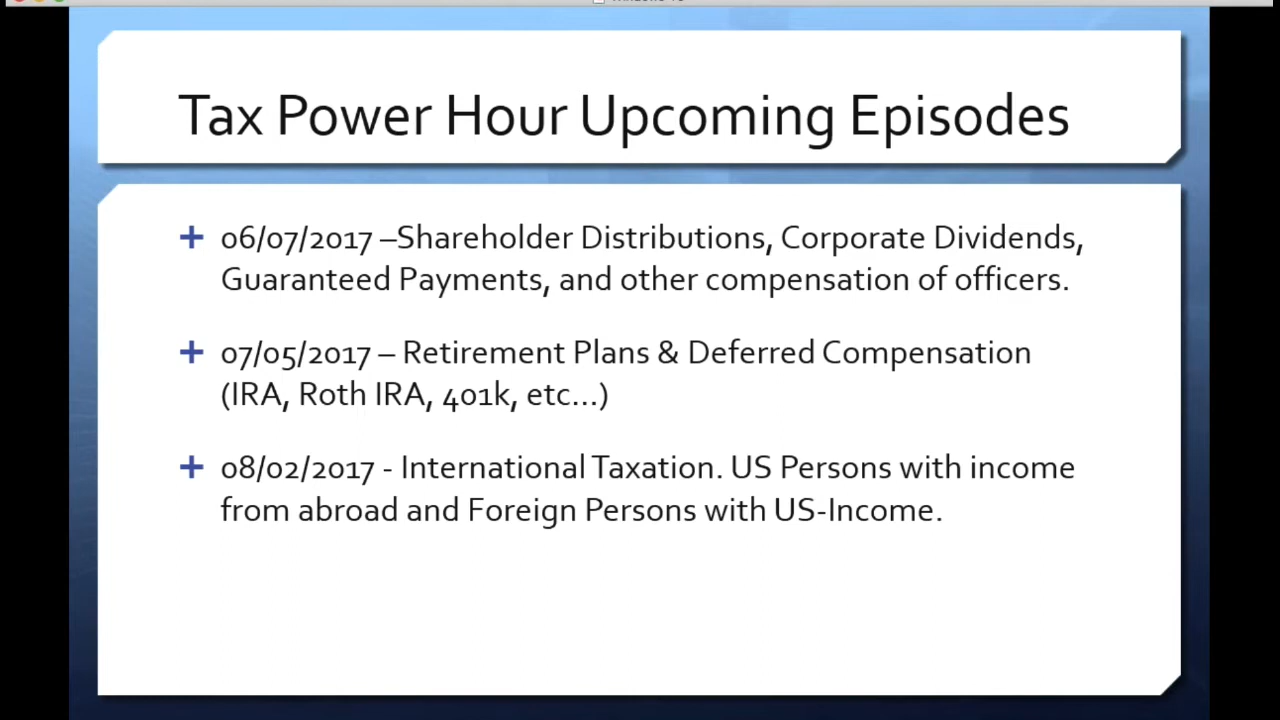 Tax Power Hour Upcoming Episodes
06/07/2017 –Shareholder Distributions, Corporate Dividends,
Guaranteed Payments, and other compensation of officers.
07/05/2017 – Retirement Plans & Deferred Compensation
(IRA, Roth IRA, 401k, etc...)
08/02/2017 - International Taxation. US Persons with income
from abroad and Foreign Persons with US-Income.